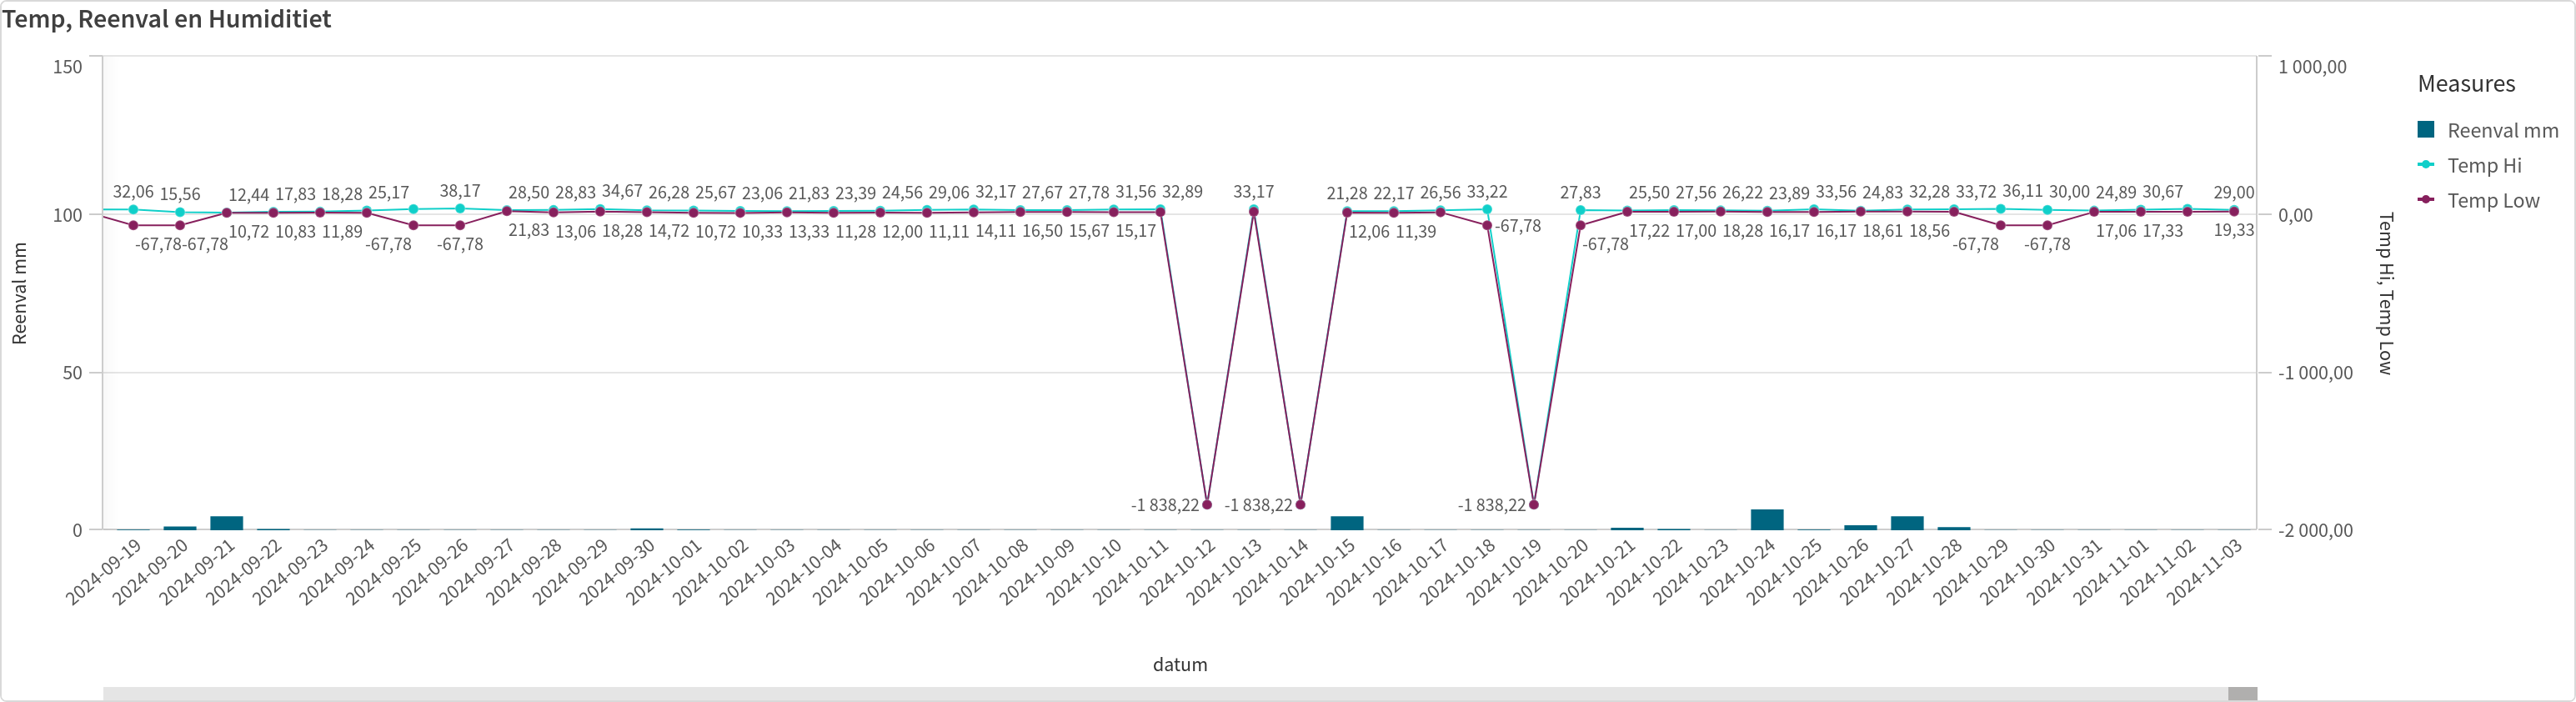 Temp, Reenval en Humiditiet
150
100
50
0
Reenval mm
1 000,00
0,00
-1 000,00
-2 000,00
Temp Hi, Temp Low
Measures
Reenval mm
Temp Hi
Temp Low
32,06 15,56 12,44 17,83 18,28 25,17 38,17 28,50 28,83 34,67 26,28 25,67 23,06 21,83 23,39 24,56 29,06 32,17 27,67 27,78 31,56 32,89 33,17 21,28 22,17 26,56 33,22 27,83 25,50 27,56 26,22 23,89 33,56 24,83 32,28 33,72 36,11 30,00 24,89 30,67 29,00
-67,78 -67,78 10,72 10,83 11,89 -67,78 -67,78 21,83 13,06 18,28 14,72 10,72 10,33 13,33 11,28 12,00 11,11 14,11 16,50 15,67 15,17 12,06 11,39 -67,78 -67,78 17,22 17,00 18,28 16,17 16,17 18,61 18,56 -67,78 -67,78 17,06 17,33 19,33
-1 838,22 -1 838,22 -1 838,22
2024-09-19 2024-09-20 2024-09-21 2024-09-22 2024-09-23 2024-09-24 2024-09-25 2024-09-26 2024-09-27 2024-09-28 2024-09-29 2024-09-30 2024-10-01 2024-10-02 2024-10-03 2024-10-04 2024-10-05 2024-10-06 2024-10-07 2024-10-08 2024-10-09 2024-10-10 2024-10-11 2024-10-12 2024-10-13 2024-10-14 2024-10-15 2024-10-16 2024-10-17 2024-10-18 2024-10-19 2024-10-20 2024-10-21 2024-10-22 2024-10-23 2024-10-24 2024-10-25 2024-10-26 2024-10-27 2024-10-28 2024-10-29 2024-10-30 2024-10-31 2024-11-01 2024-11-02 2024-11-03
datum